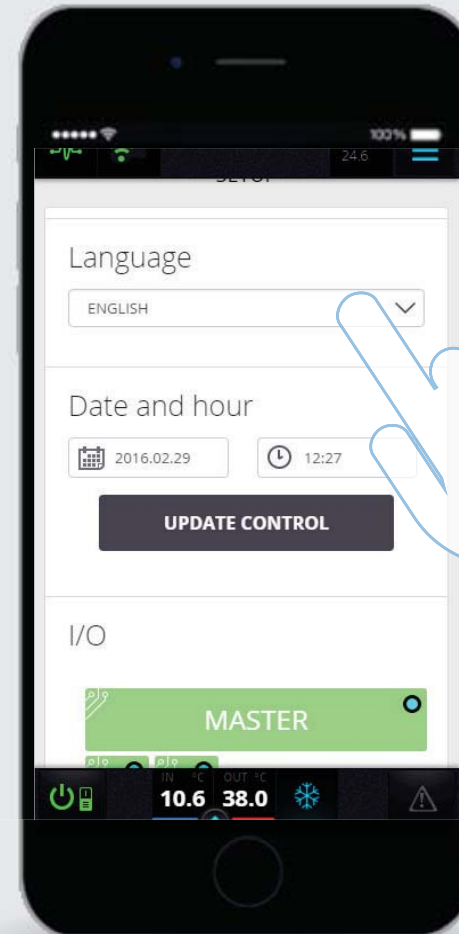 100%
24.6
SETUP
Language
ENGLISH
Date and hour
2016.02.29
12:27
UPDATE CONTROL
I/O
MASTER
IN °C OUT °C
10.6 38.0